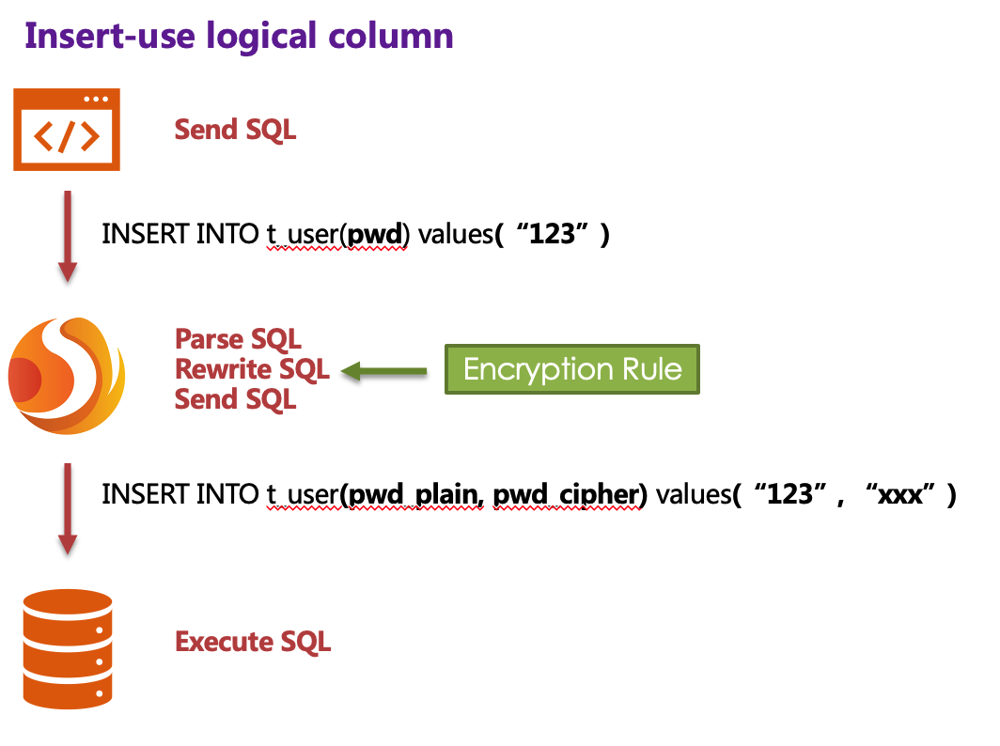 Insert-use logical column
</>
Send SQL
INSERT INTO t_user(pwd) values( “123” )
Parse SQL
Rewrite SQL
Send SQL
Encryption Rule
INSERT INTO t_user(pwd_plain, pwd_cipher) values( “123” , “xxx” )
Execute SQL